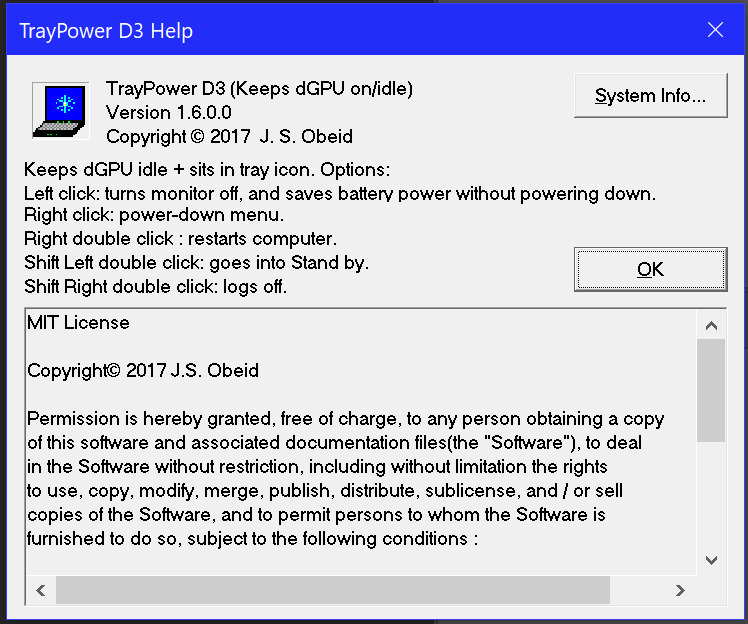 TrayPower D3 Help
TrayPower D3 (Keeps dGPU on/idle)
Version 1.6.0.0
Copyright © 2017 J. S. Obeid
System Info...
Keeps dGPU idle + sits in tray icon. Options:
Left click: turns monitor off, and saves battery power without powering down.
Right click: power-down menu.
Right double click : restarts computer.
Shift Left double click: goes into Stand by.
Shift Right double click: logs off.
OK
MIT License
Copyright© 2017 J.S. Obeid
Permission is hereby granted, free of charge, to any person obtaining a copy
of this software and associated documentation files(the "Software"), to deal
in the Software without restriction, including without limitation the rights
to use, copy, modify, merge, publish, distribute, sublicense, and / or sell
copies of the Software, and to permit persons to whom the Software is
furnished to do so, subject to the following conditions :